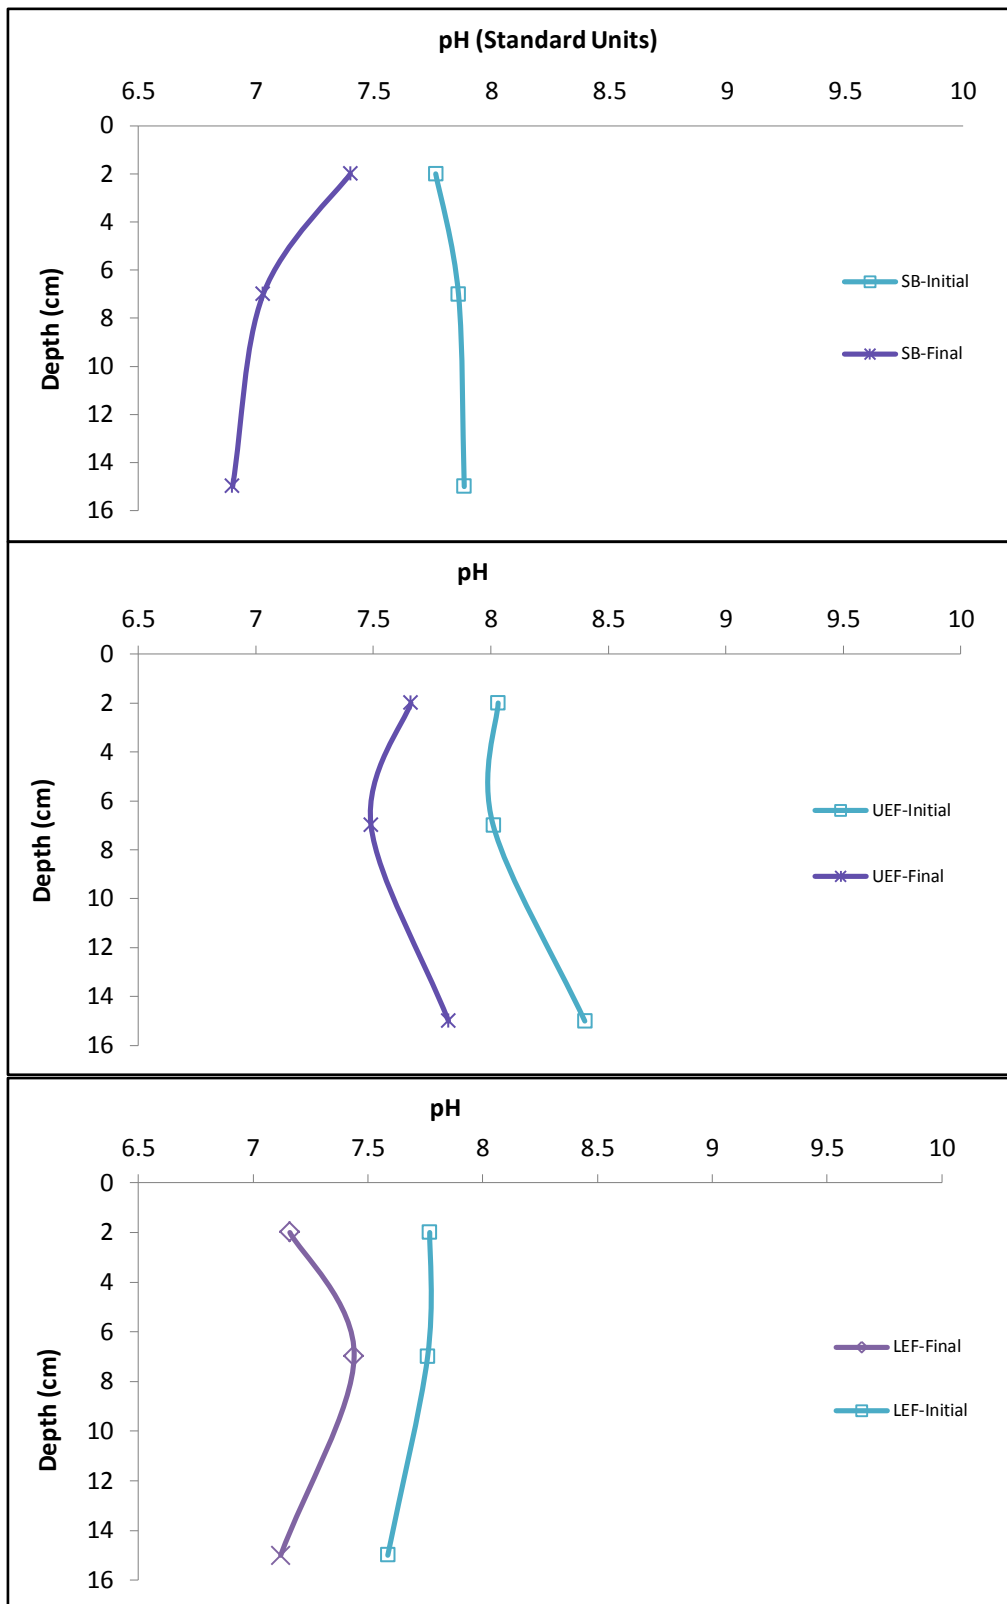 pH (Standard Units)
6.5 7 7.5 8 8.5 9 9.5 10
0
2
4
6
8
10
12
14
16
Depth (cm)
SB-Initial
SB-Final
pH
6.5 7 7.5 8 8.5 9 9.5 10
0
2
4
6
8
10
12
14
16
Depth (cm)
UEF-Initial
UEF-Final
pH
6.5 7 7.5 8 8.5 9 9.5 10
0
2
4
6
8
10
12
14
16
Depth (cm)
LEF-Final
LEF-Initial